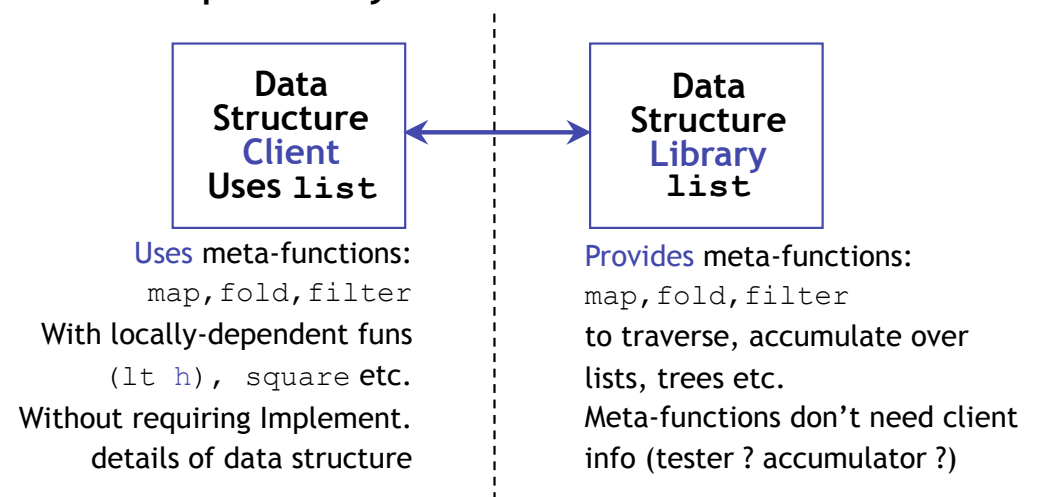 Data
Structure
Client
Uses list
Uses meta-functions:
map,fold,filter
With locally-dependent funs
(lt h), square etc.
Without requiring Implement.
details of data structure
Data
Structure
Library
list
Provides meta-functions:
map,fold,filter
to traverse, accumulate over
lists, trees etc.
Meta-functions don’t need client
info (tester ? accumulator ?)